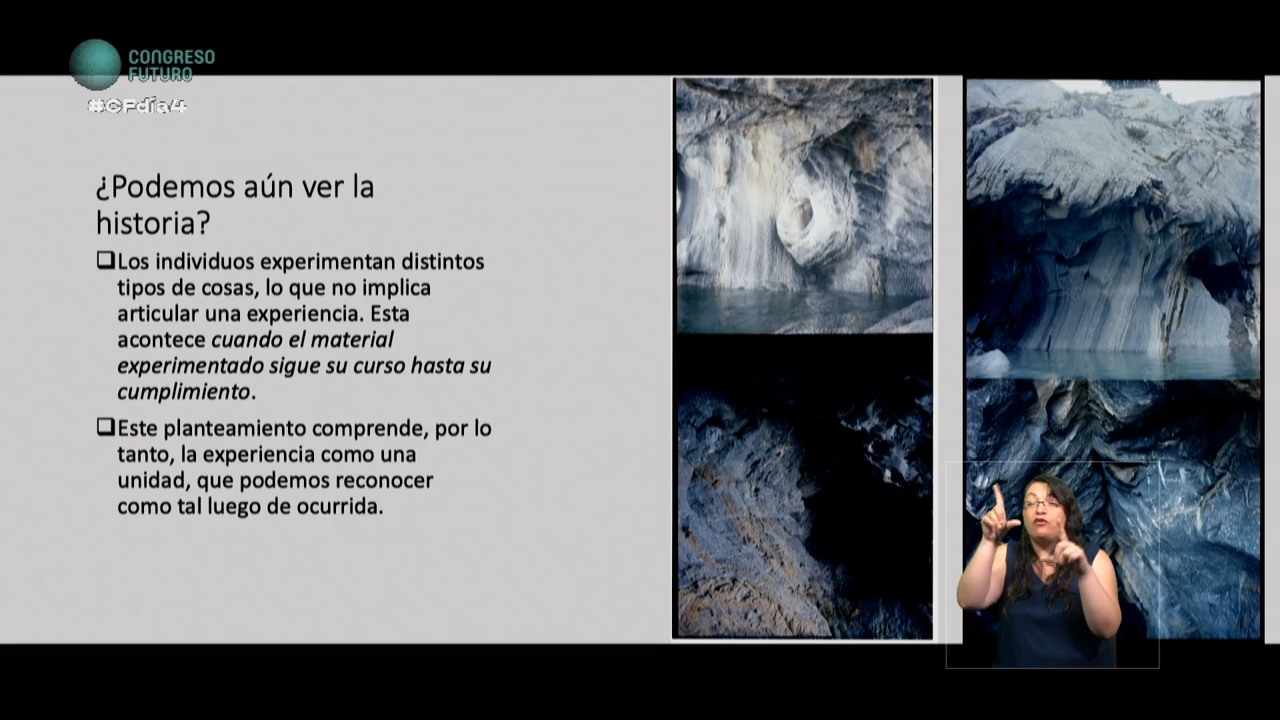 CONGRESO
FUTURO
#CFdía4
¿Podemos aún ver la
historia?
Los individuos experimentan distintos
tipos de cosas, lo que no implica
articular una experiencia. Esta
acontece cuando el material
experimentado sigue su curso hasta su
cumplimiento.
Este planteamiento comprende, por lo
tanto, la experiencia como una
unidad, que podemos reconocer
como tal luego de ocurrida.